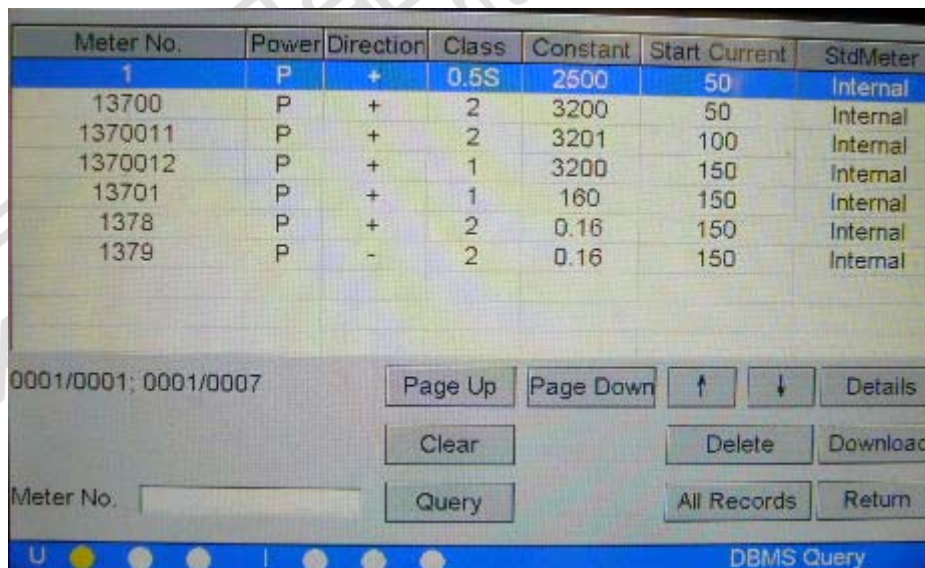 Meter No. Power Direction Class Constant Start Current StdMeter
1 P + 0.5S 2500 50 Internal
13700 P + 2 3200 50 Internal
1370011 P + 2 3201 100 Internal
1370012 P + 1 3200 150 Internal
13701 P + 1 160 150 Internal
1378 P + 2 0.16 150 Internal
1379 P - 2 0.16 150 Internal
0001/0001; 0001/0007 Page Up Page Down ↑ ↓ Details
Clear Delete Download
Meter No. Query All Records Return
U I DBMS Query